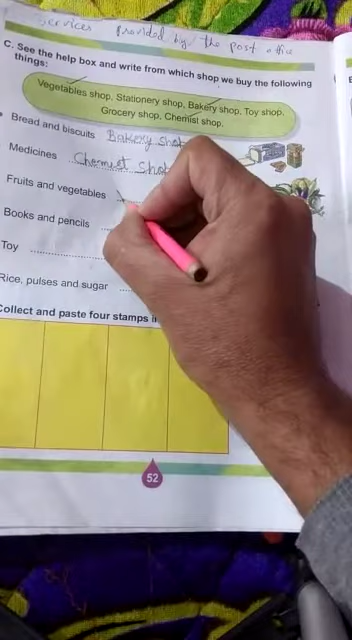 Services provided by the post office
C. See the help box and write from which shop we buy the following
things:
Vegetables shop, Stationery shop, Bakery shop, Toy shop,
Grocery shop, Chemist shop.
Bread and biscuits Bakery shop
Medicines Chemist shop
Fruits and vegetables
Books and pencils
Toy
Rice, pulses and sugar
Collect and paste four stamps
52